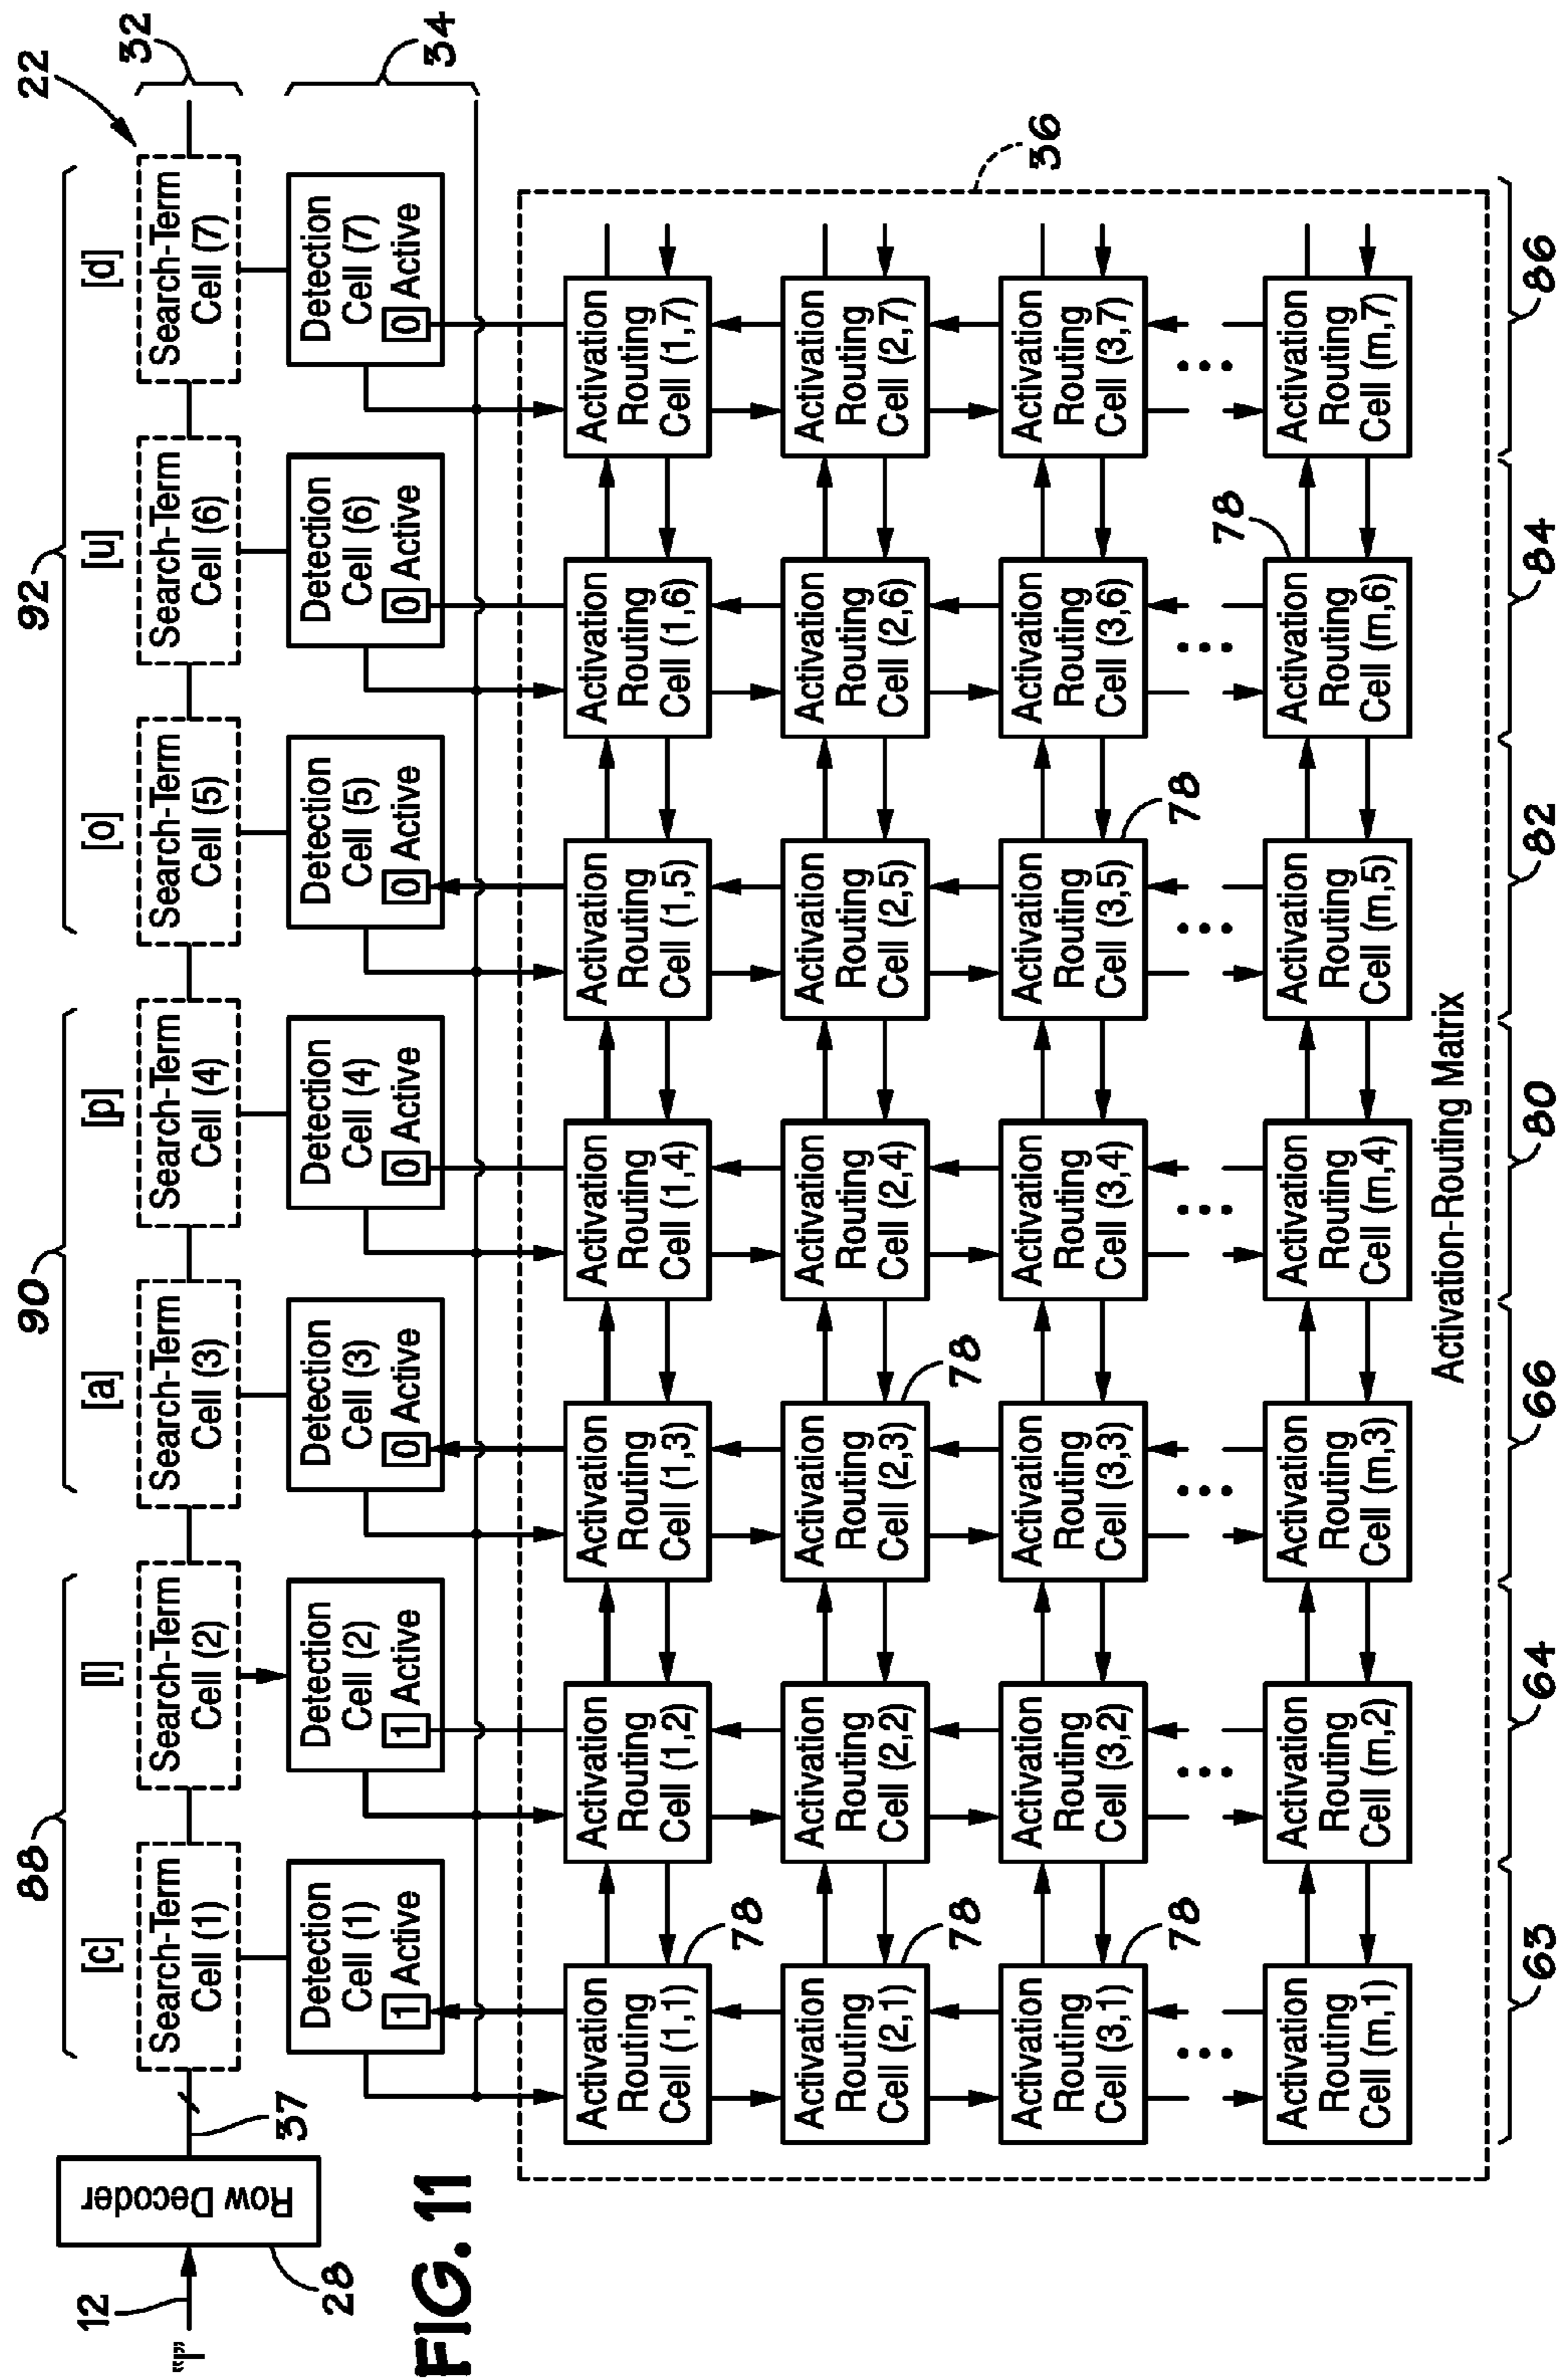 22
32
34
88
90
92
[c]
[l]
[a]
[p]
[o]
[u]
[d]
12
"l"
Row Decoder
28
37
Search-Term
Cell (1)
Search-Term
Cell (2)
Search-Term
Cell (3)
Search-Term
Cell (4)
Search-Term
Cell (5)
Search-Term
Cell (6)
Search-Term
Cell (7)
Detection
Cell (1)
1 Active
Detection
Cell (2)
1 Active
Detection
Cell (3)
0 Active
Detection
Cell (4)
0 Active
Detection
Cell (5)
0 Active
Detection
Cell (6)
0 Active
Detection
Cell (7)
0 Active
FIG. 11
36
Activation
Routing
Cell (1,1)
78
Activation
Routing
Cell (1,2)
Activation
Routing
Cell (1,3)
Activation
Routing
Cell (1,4)
Activation
Routing
Cell (1,5)
Activation
Routing
Cell (1,6)
Activation
Routing
Cell (1,7)
Activation
Routing
Cell (2,1)
78
Activation
Routing
Cell (2,2)
Activation
Routing
Cell (2,3)
78
Activation
Routing
Cell (2,4)
Activation
Routing
Cell (2,5)
Activation
Routing
Cell (2,6)
Activation
Routing
Cell (2,7)
Activation
Routing
Cell (3,1)
78
Activation
Routing
Cell (3,2)
Activation
Routing
Cell (3,3)
Activation
Routing
Cell (3,4)
Activation
Routing
Cell (3,5)
78
Activation
Routing
Cell (3,6)
Activation
Routing
Cell (3,7)
Activation
Routing
Cell (m,1)
Activation
Routing
Cell (m,2)
Activation
Routing
Cell (m,3)
Activation
Routing
Cell (m,4)
Activation
Routing
Cell (m,5)
Activation
Routing
Cell (m,6)
78
Activation
Routing
Cell (m,7)
Activation-Routing Matrix
63
64
66
80
82
84
86